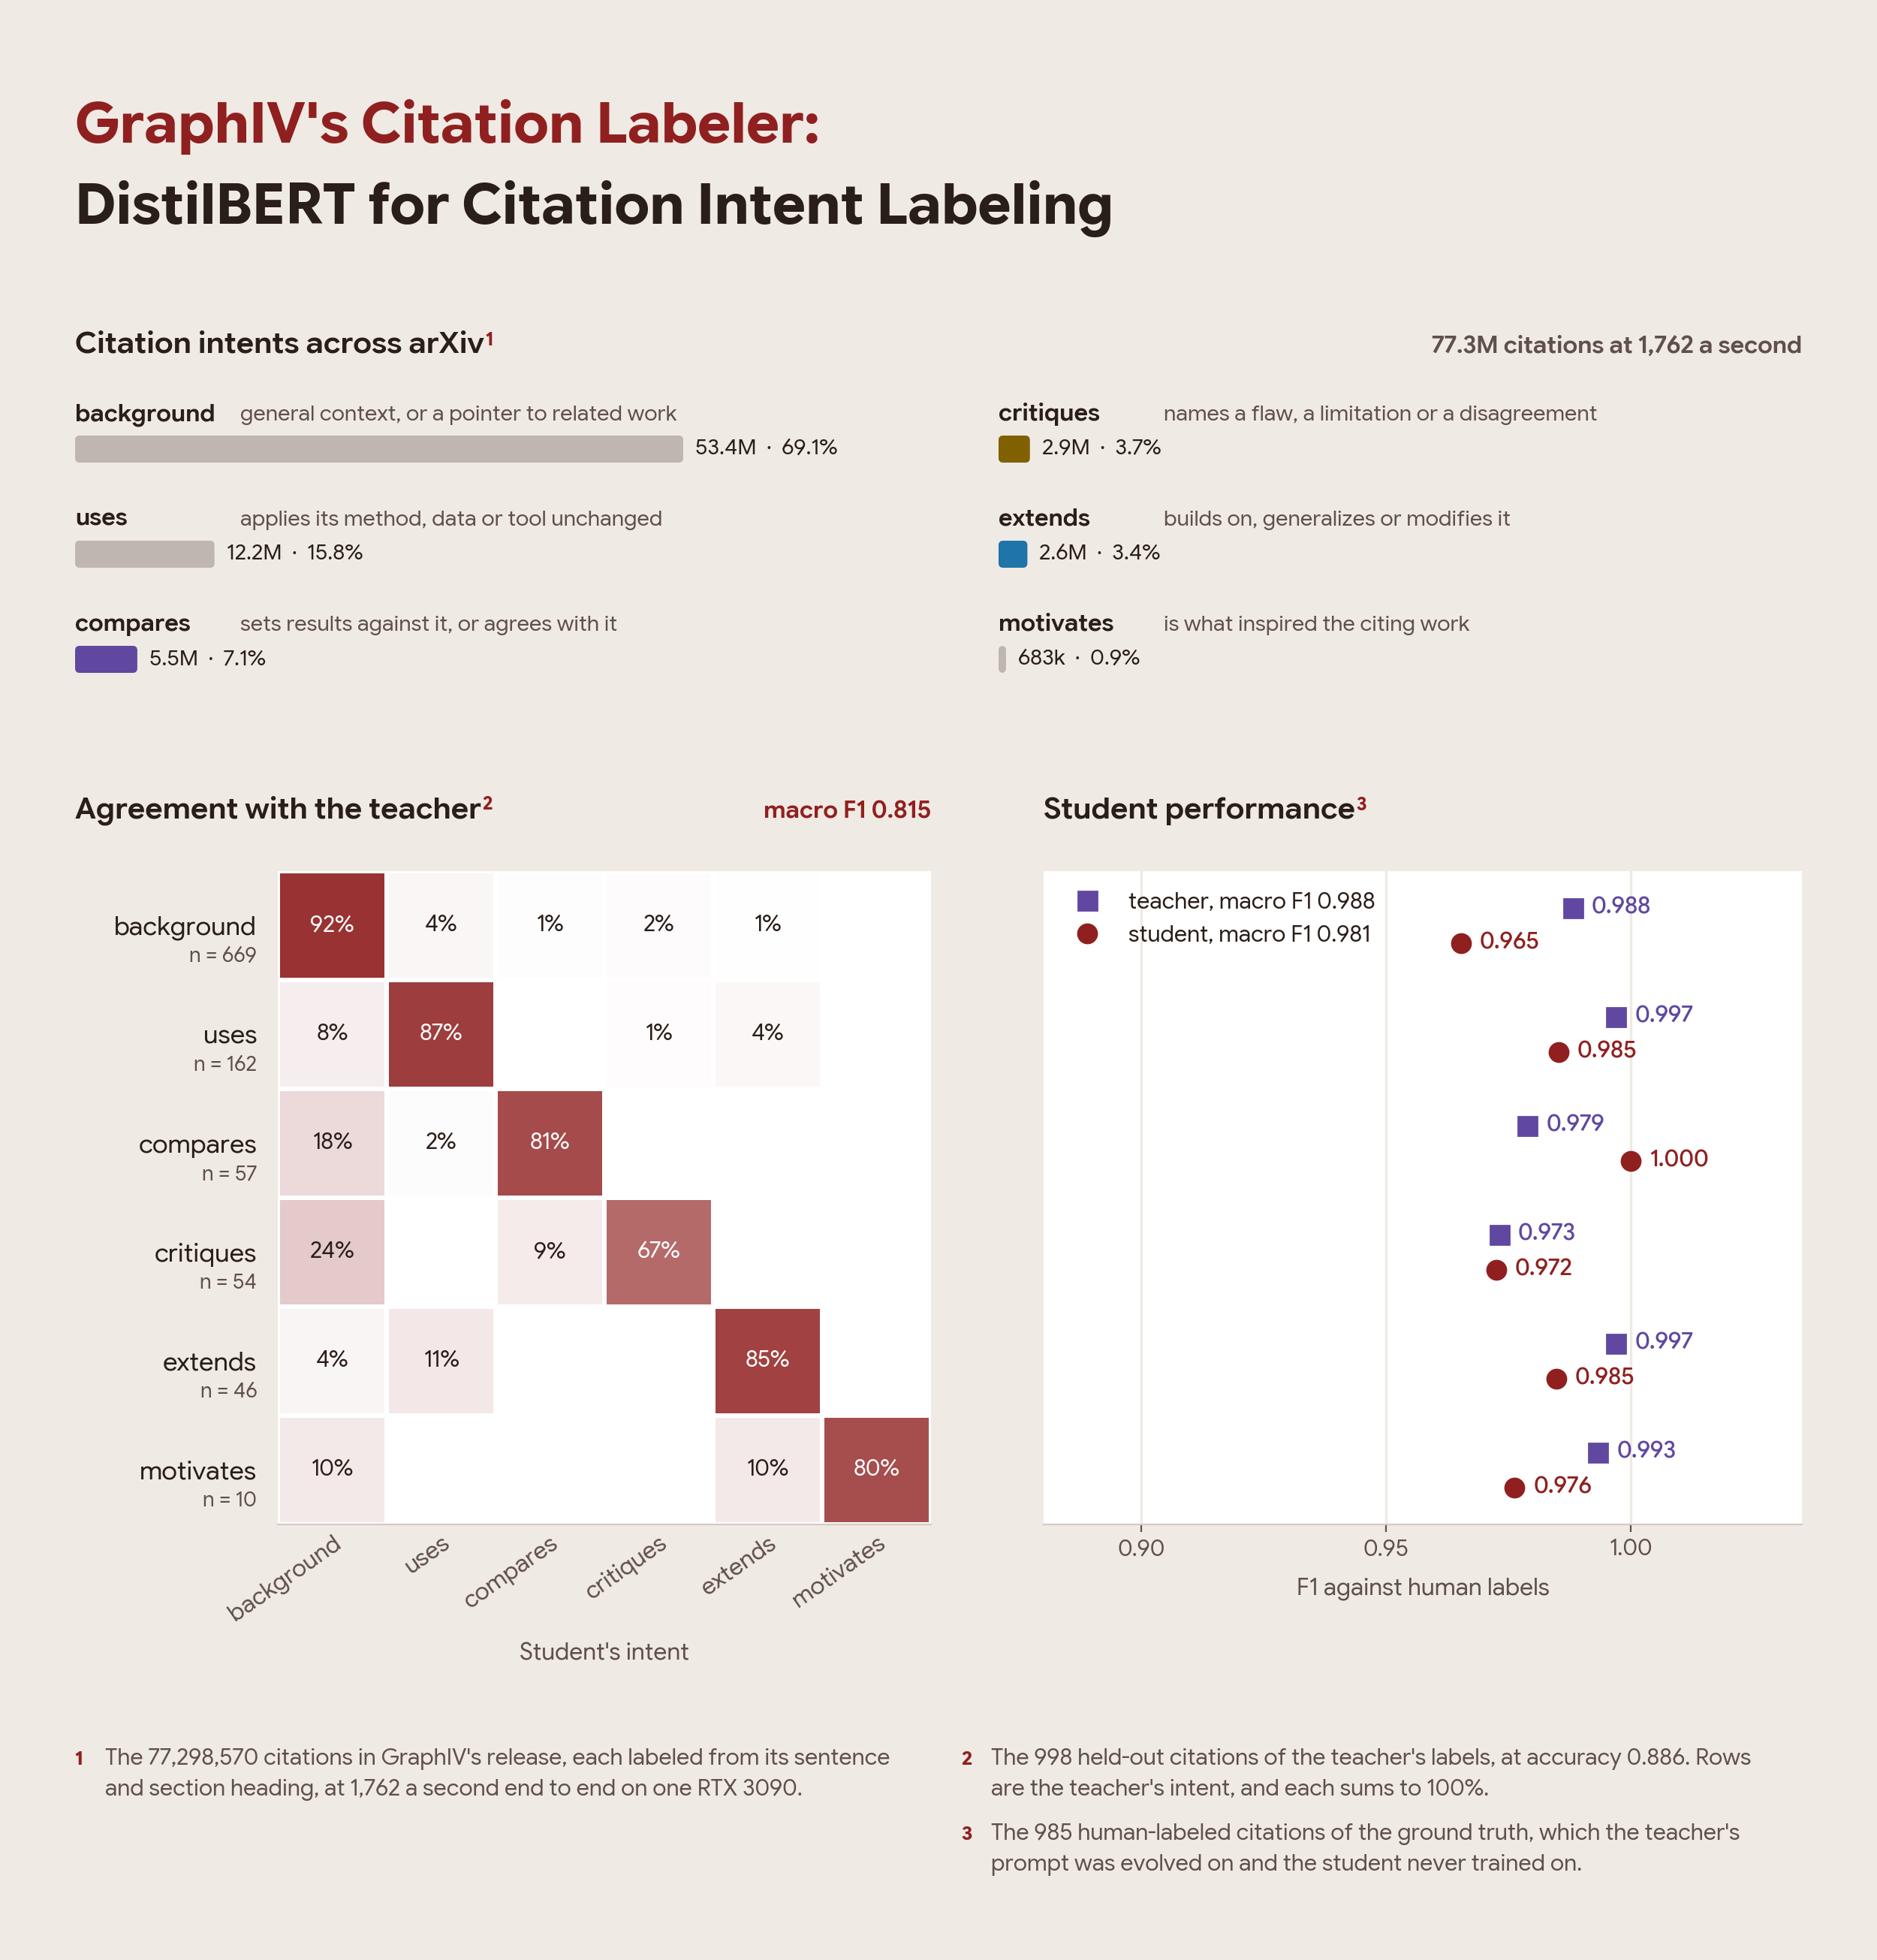 GraphIV's Citation Labeler:
DistilBERT for Citation Intent Labeling
Citation intents across arXiv¹
77.3M citations at 1,762 a second
background general context, or a pointer to related work
53.4M · 69.1%
uses applies its method, data or tool unchanged
12.2M · 15.8%
compares sets results against it, or agrees with it
5.5M · 7.1%
critiques names a flaw, a limitation or a disagreement
2.9M · 3.7%
extends builds on, generalizes or modifies it
2.6M · 3.4%
motivates is what inspired the citing work
683k · 0.9%
Agreement with the teacher²
macro F1 0.815
background
n = 669
92% 4% 1% 2% 1%
uses
n = 162
8% 87% 1% 4%
compares
n = 57
18% 2% 81%
critiques
n = 54
24% 9% 67%
extends
n = 46
4% 11% 85%
motivates
n = 10
10% 10% 80%
background uses compares critiques extends motivates
Student's intent
Student performance³
teacher, macro F1 0.988
student, macro F1 0.981
0.988
0.965
0.997
0.985
0.979
1.000
0.973
0.972
0.997
0.985
0.993
0.976
0.90 0.95 1.00
F1 against human labels
1 The 77,298,570 citations in GraphIV's release, each labeled from its sentence
and section heading, at 1,762 a second end to end on one RTX 3090.
2 The 998 held-out citations of the teacher's labels, at accuracy 0.886. Rows
are the teacher's intent, and each sums to 100%.
3 The 985 human-labeled citations of the ground truth, which the teacher's
prompt was evolved on and the student never trained on.